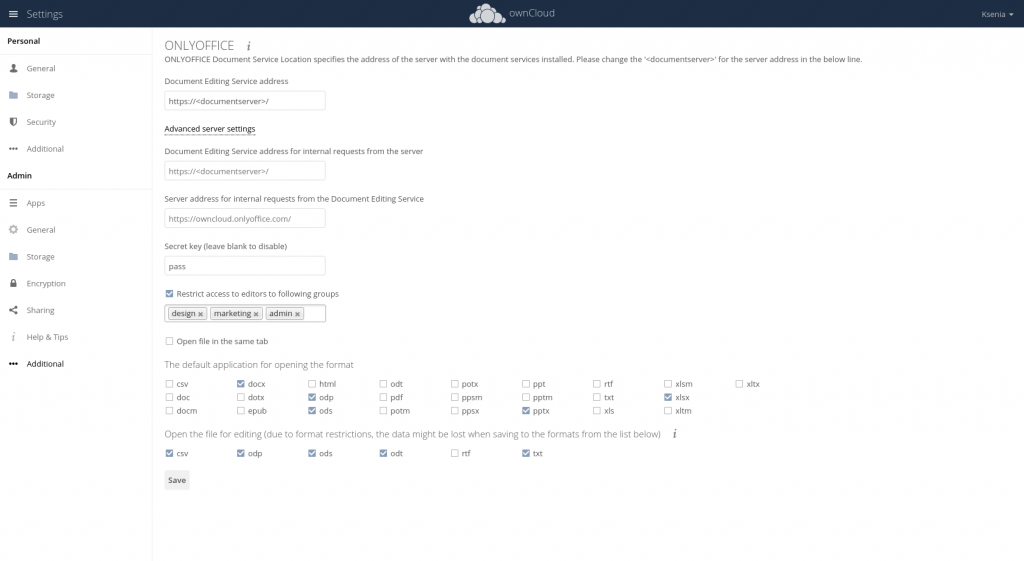 Settings
ownCloud
Ksenia
Personal
General
Storage
Security
Additional
Admin
Apps
General
Storage
Encryption
Sharing
Help & Tips
Additional
ONLYOFFICE
ONLYOFFICE Document Service Location specifies the address of the server with the document services installed. Please change the '<documentserver>' for the server address in the below line.
Document Editing Service address
https://<documentserver>/
Advanced server settings
Document Editing Service address for internal requests from the server
https://<documentserver>/
Server address for internal requests from the Document Editing Service
https://owncloud.onlyoffice.com/
Secret key (leave blank to disable)
pass
Restrict access to editors to following groups
design marketing admin
Open file in the same tab
The default application for opening the format
csv docx html odt potx ppt rtf xlsm xltx
doc dotx odp pdf ppsm pptm txt xlsx
docm epub ods potm ppsx pptx xls xltm
Open the file for editing (due to format restrictions, the data might be lost when saving to the formats from the list below)
csv odp ods odt rtf txt
Save